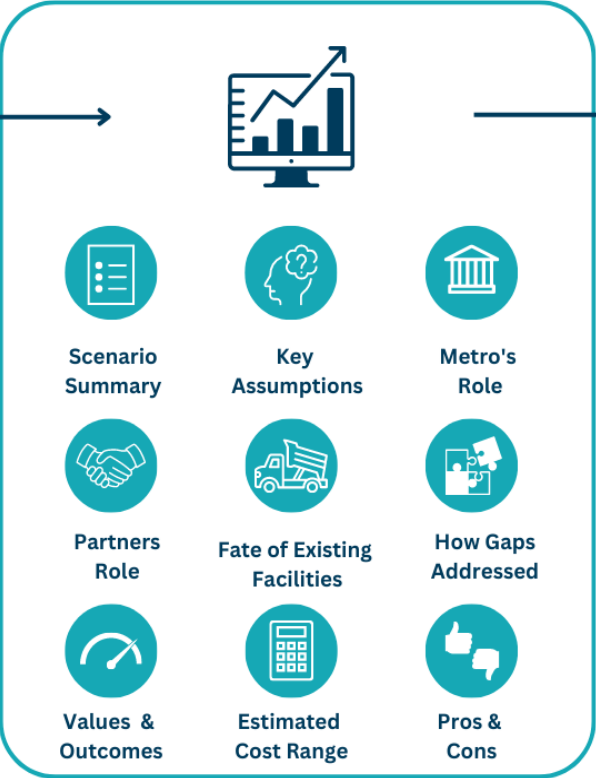 Scenario
Summary
Key
Assumptions
Metro's
Role
Partners
Role
Fate of Existing
Facilities
How Gaps
Addressed
Values &
Outcomes
Estimated
Cost Range
Pros &
Cons